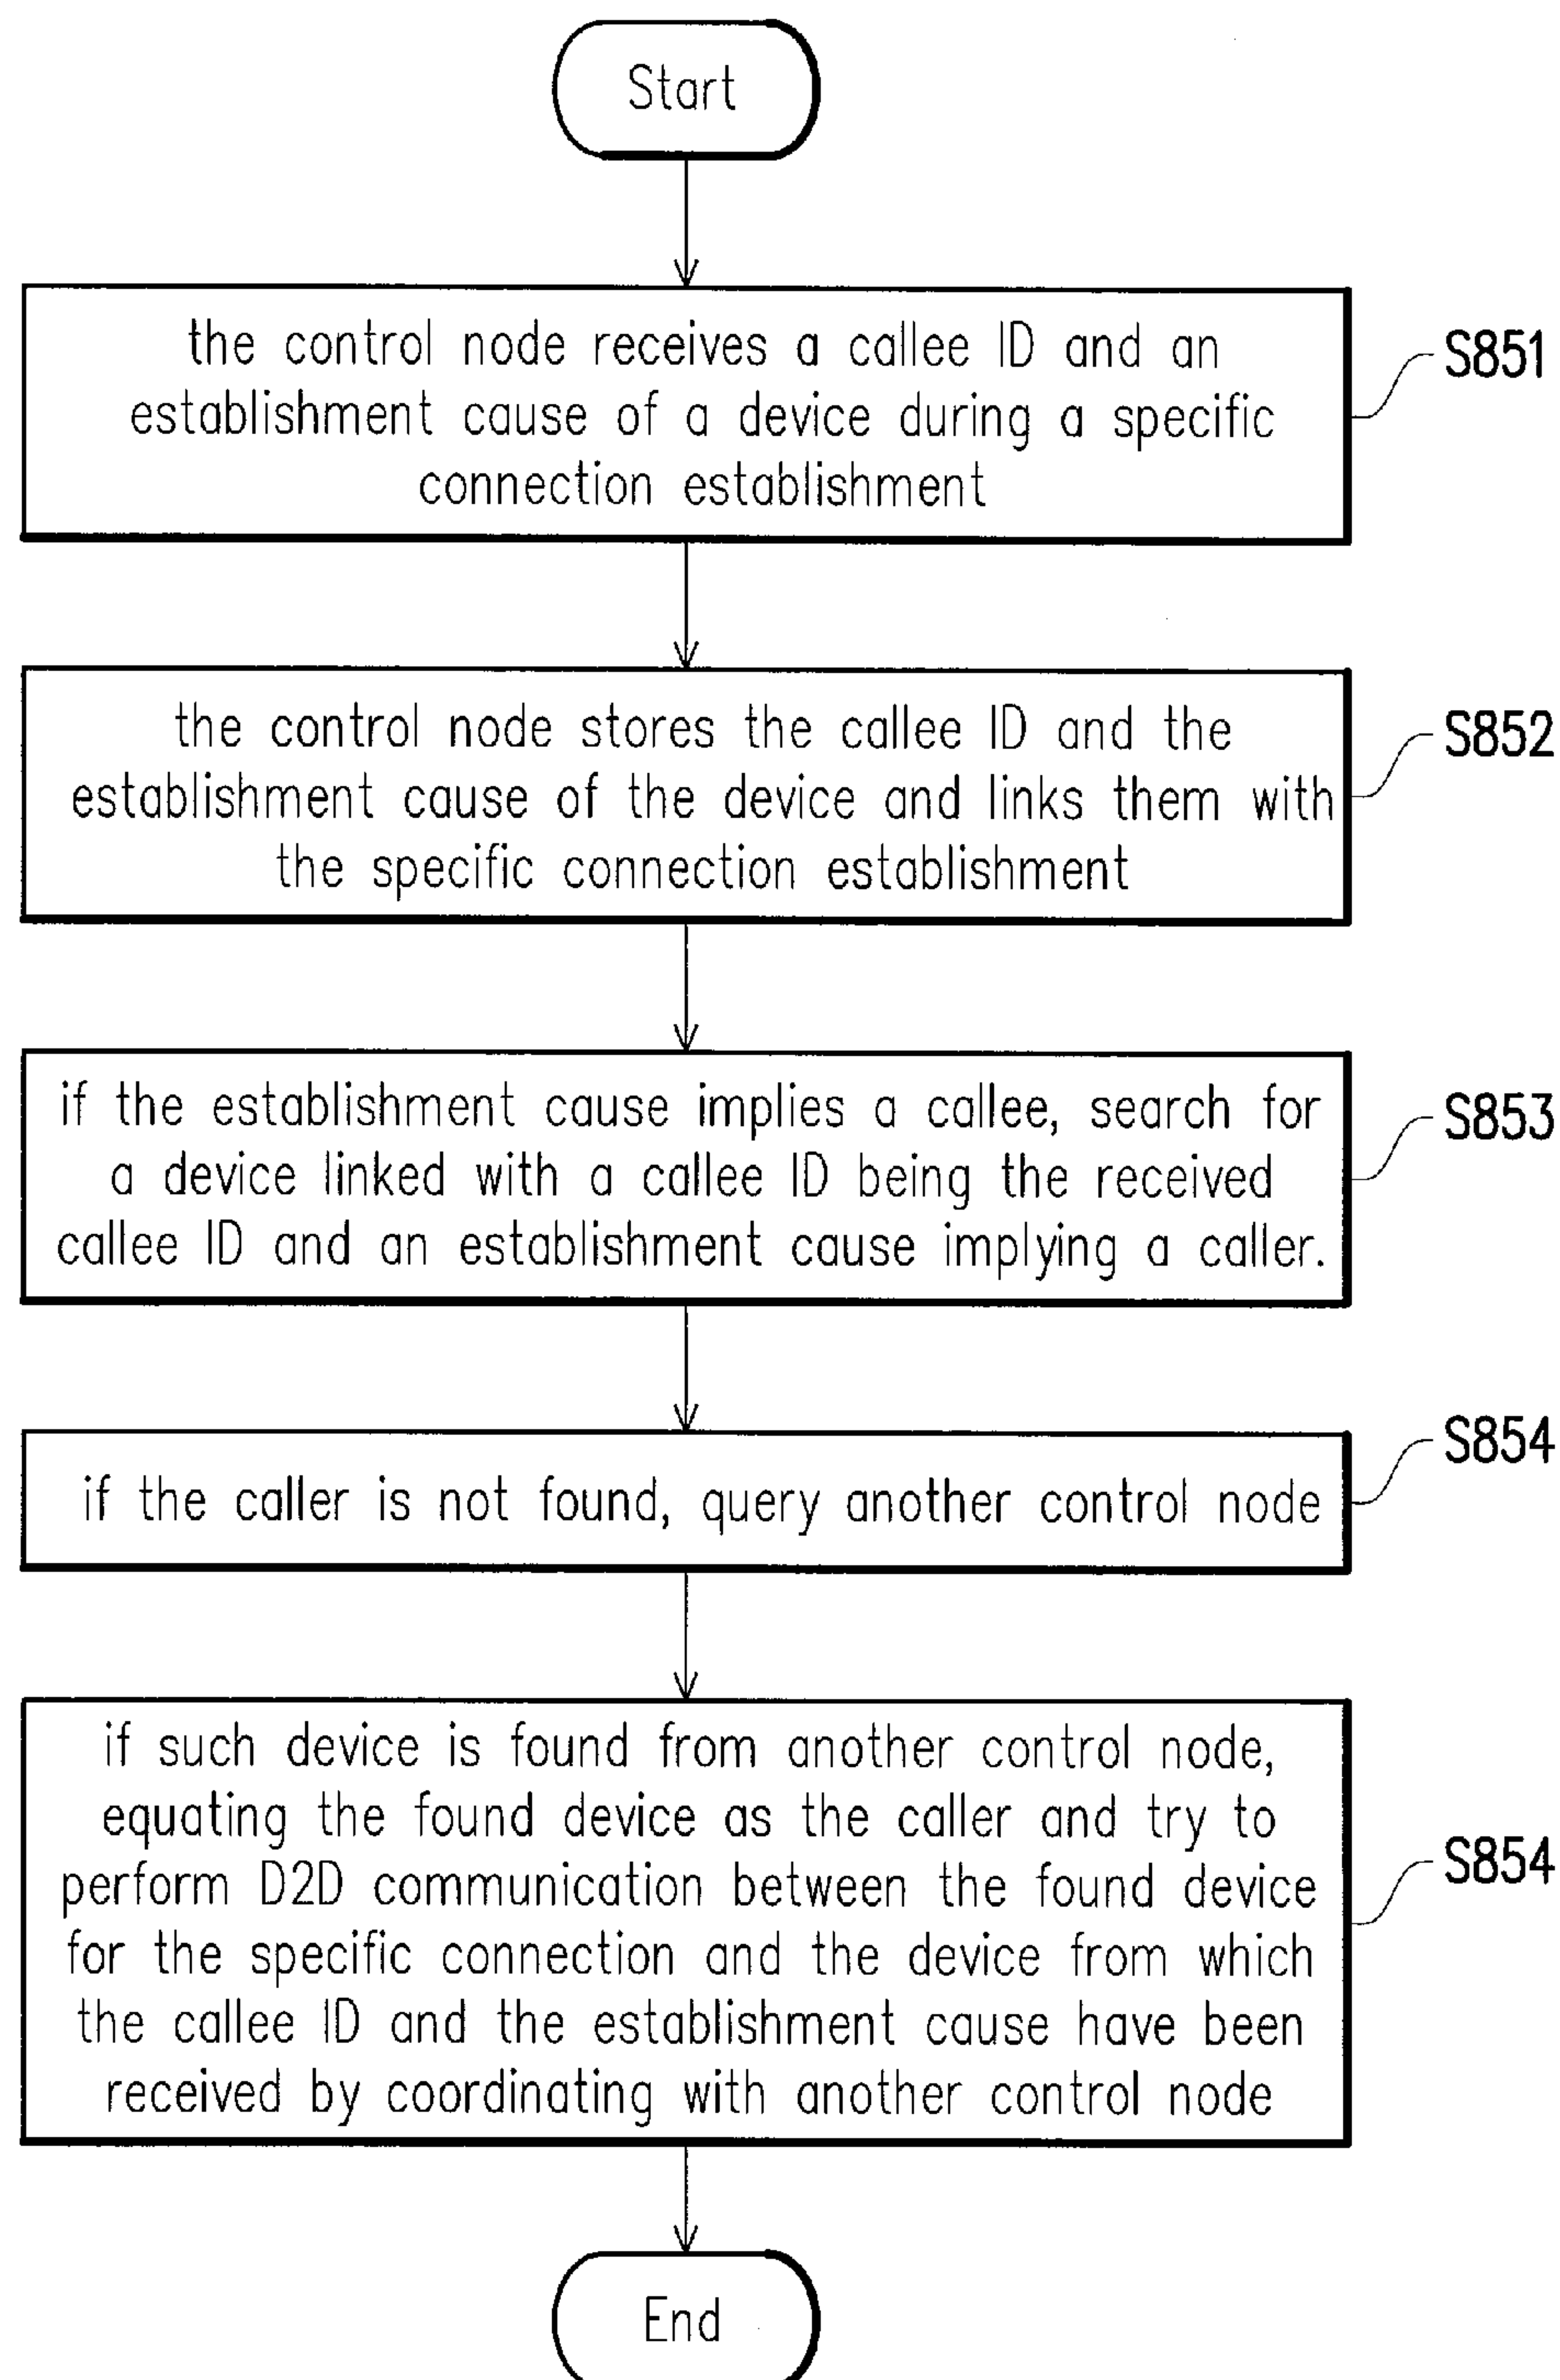 Start
the control node receives a callee ID and an
establishment cause of a device during a specific
connection establishment
S851
the control node stores the callee ID and the
establishment cause of the device and links them with
the specific connection establishment
S852
if the establishment cause implies a callee, search for
a device linked with a callee ID being the received
callee ID and an establishment cause implying a caller.
S853
if the caller is not found, query another control node
S854
if such device is found from another control node,
equating the found device as the caller and try to
perform D2D communication between the found device
for the specific connection and the device from which
the callee ID and the establishment cause have been
received by coordinating with another control node
S854
End